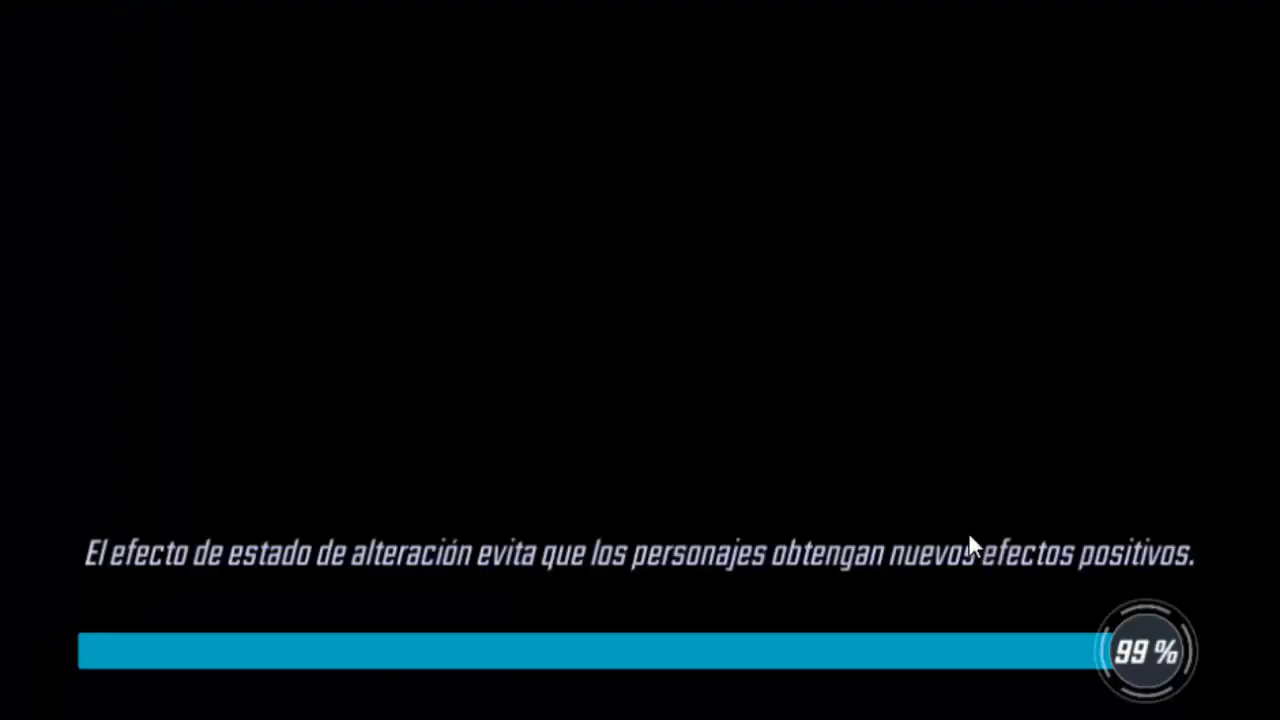 El efecto de estado de alteración evita que los personajes obtengan nuevos efectos positivos.
99 %